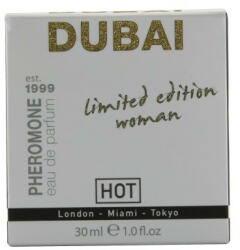 DUBAI
est.
1999
PHEROMONE
eau de parfum
limited edition
woman
HOT
London - Miami - Tokyo
30 ml e 1.0 fl.oz.